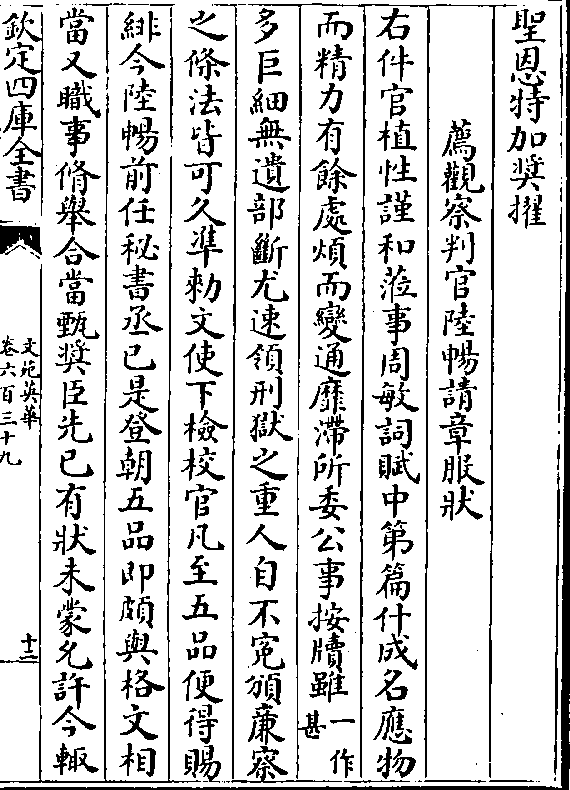 聖恩特加奬擢
薦觀察判官陸暢請章服狀
右件官植性謹和蒞事周敏詞賦中第篇什成名應物
而精力有餘處煩而變通靡滯所委公事按牘雖一作甚
多巨細無遺部斷尤速領刑獄之重人自不寃頒亷察
之條法皆可久凖勑文使下檢校官凡至五品便得賜
緋今陸暢前任秘書丞已是登朝五品即頗與格文相
當又職事脩舉合當甄奬臣先已有狀未蒙允許今輙
欽定四庫全書
文苑英華
卷六百三十九
十二